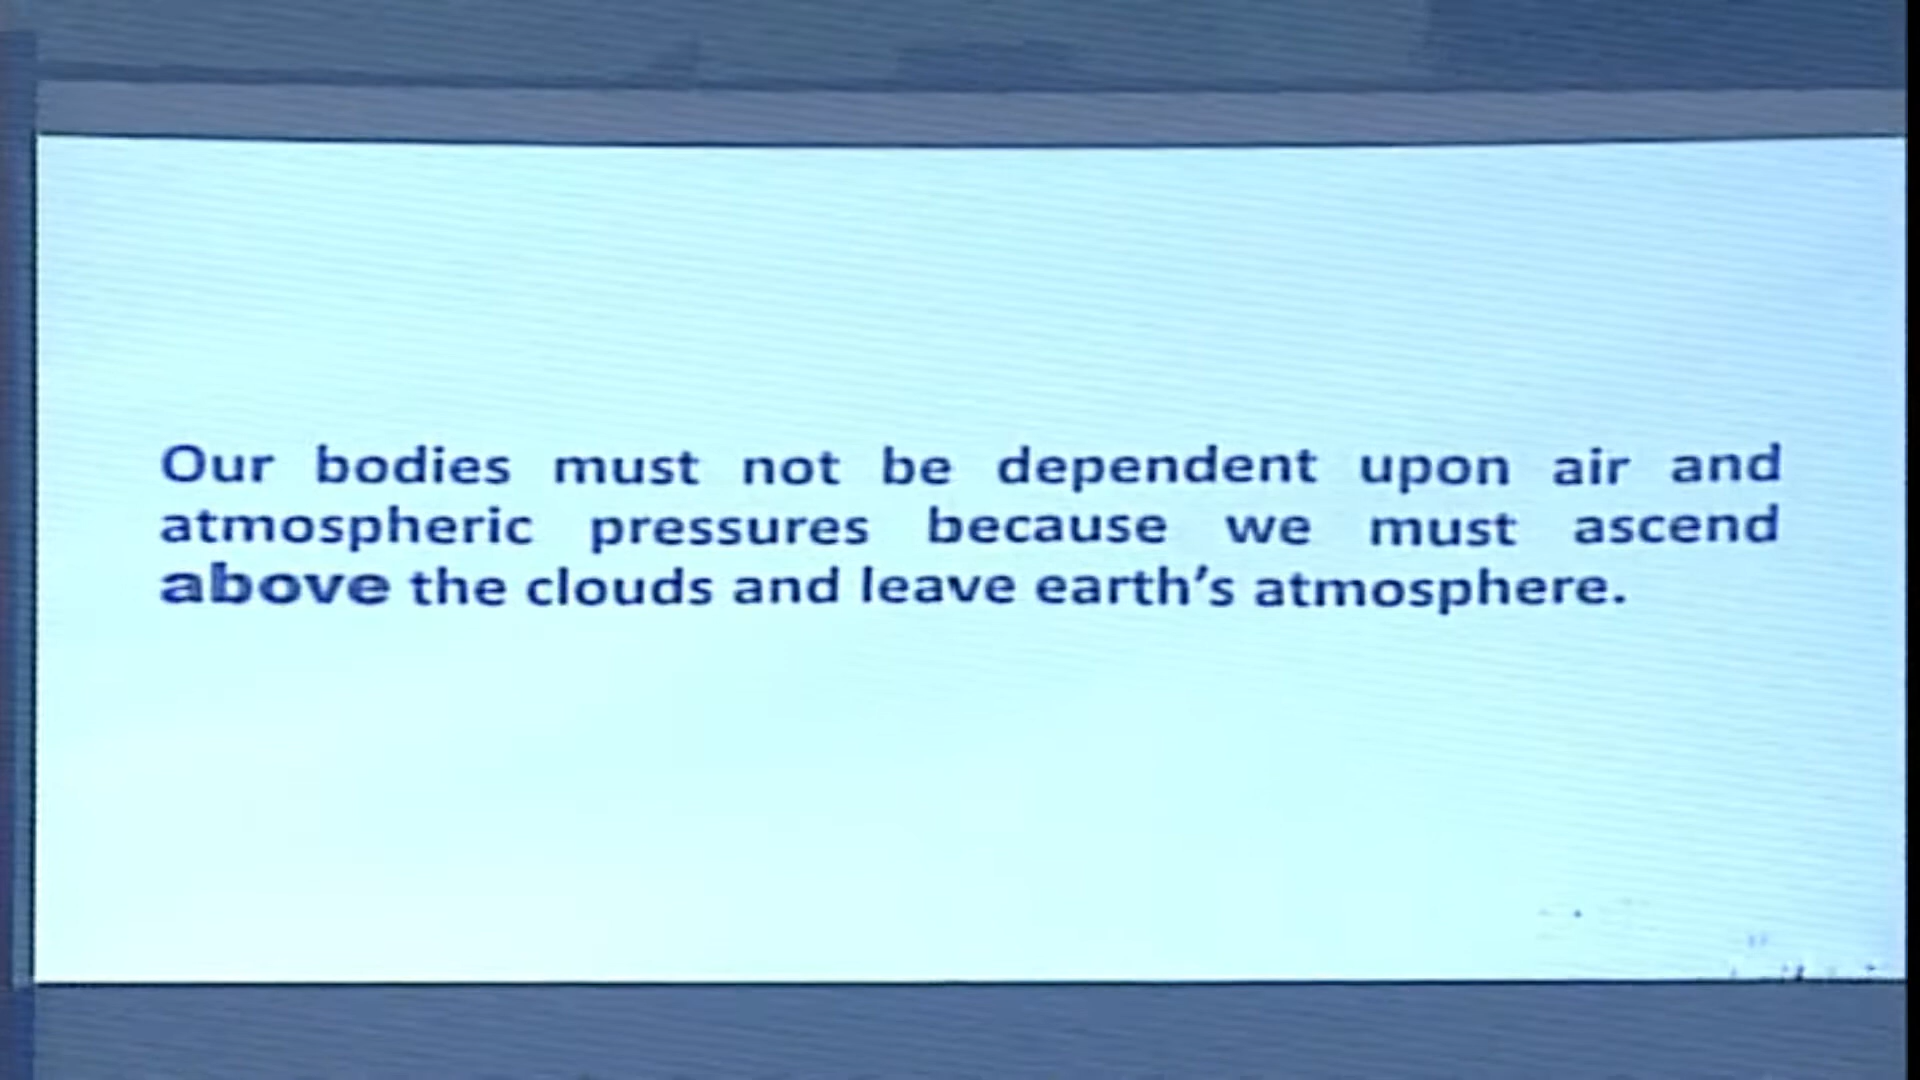 Our bodies must not be dependent upon air and
atmospheric pressures because we must ascend
above the clouds and leave earth's atmosphere.